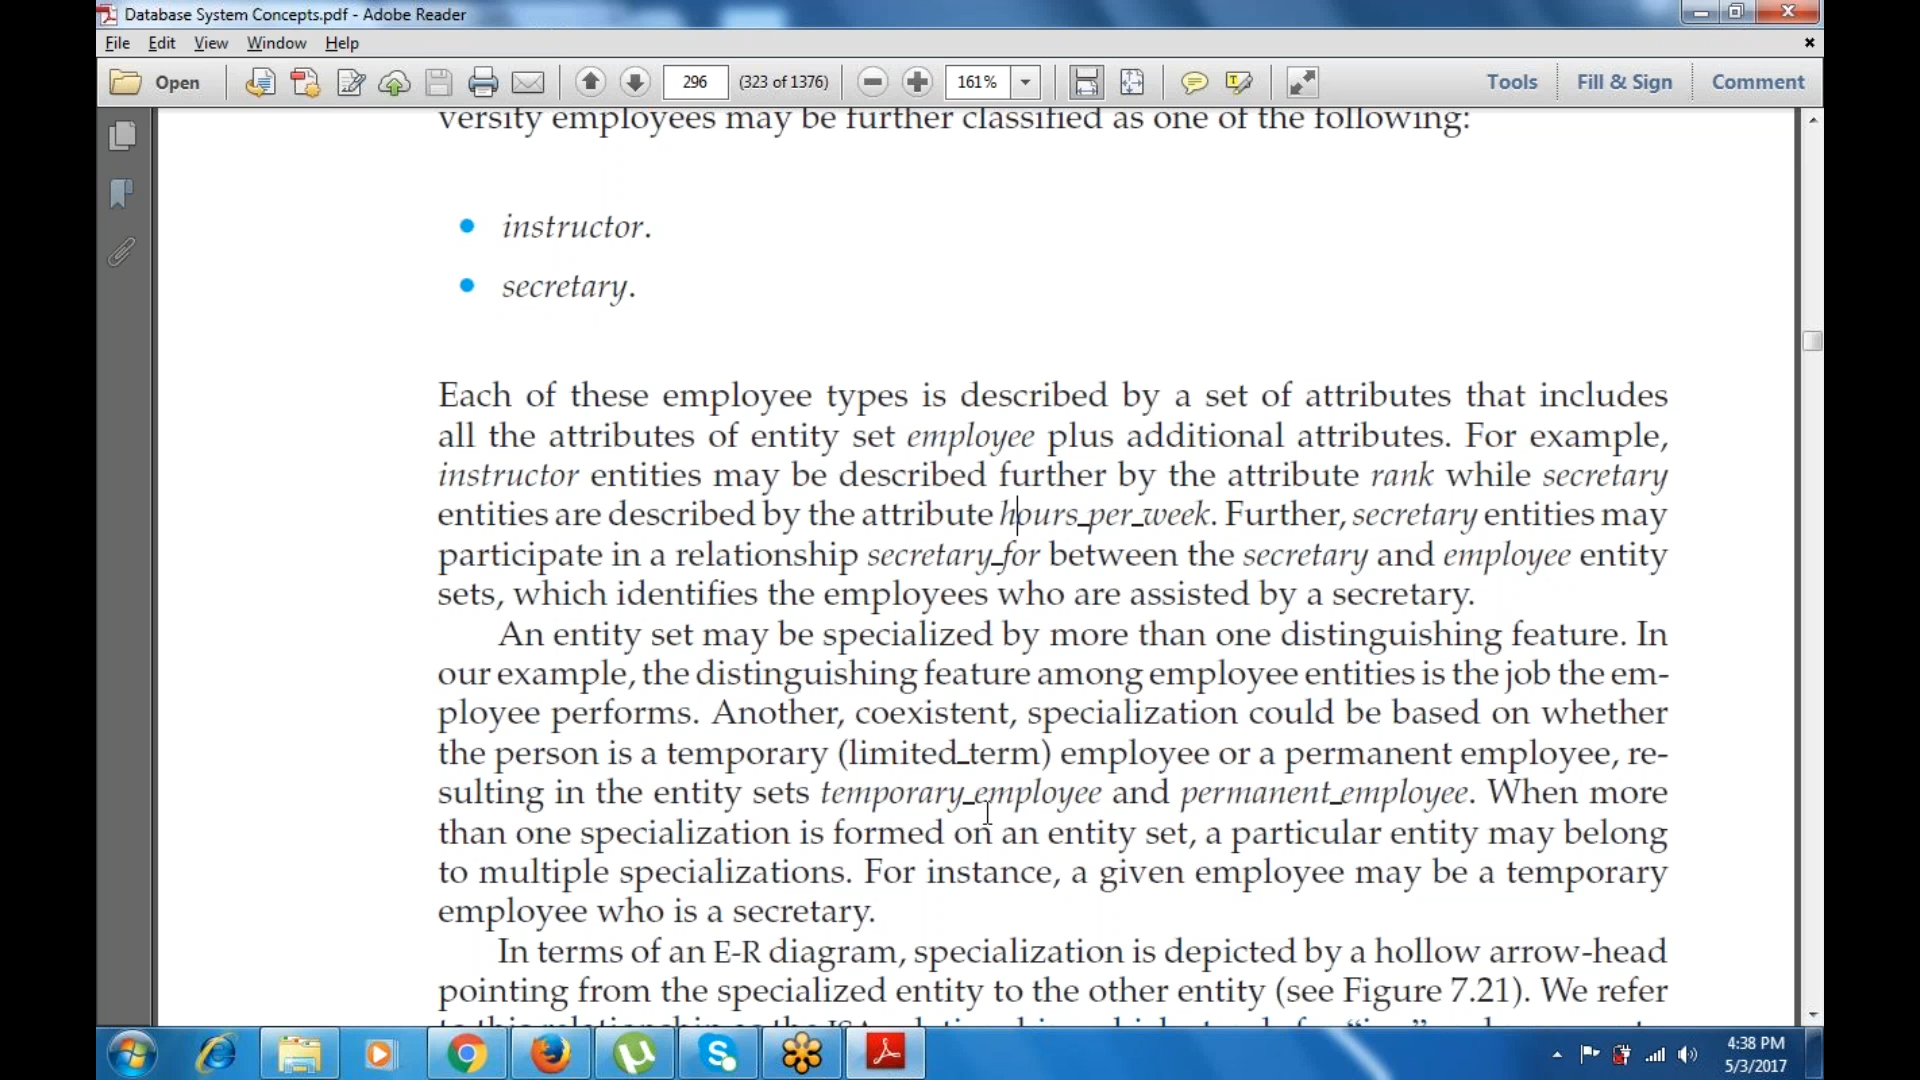 Database System Concepts.pdf - Adobe Reader
File Edit View Window Help
Open 296 (323 of 1376) 161% Tools Fill & Sign Comment
versity employees may be further classified as one of the following:
• instructor.
• secretary.
Each of these employee types is described by a set of attributes that includes
all the attributes of entity set employee plus additional attributes. For example,
instructor entities may be described further by the attribute rank while secretary
entities are described by the attribute hours_per_week. Further, secretary entities may
participate in a relationship secretary_for between the secretary and employee entity
sets, which identifies the employees who are assisted by a secretary.
An entity set may be specialized by more than one distinguishing feature. In
our example, the distinguishing feature among employee entities is the job the em-
ployee performs. Another, coexistent, specialization could be based on whether
the person is a temporary (limited_term) employee or a permanent employee, re-
sulting in the entity sets temporary_employee and permanent_employee. When more
than one specialization is formed on an entity set, a particular entity may belong
to multiple specializations. For instance, a given employee may be a temporary
employee who is a secretary.
In terms of an E-R diagram, specialization is depicted by a hollow arrow-head
pointing from the specialized entity to the other entity (see Figure 7.21). We refer
4:38 PM
5/3/2017